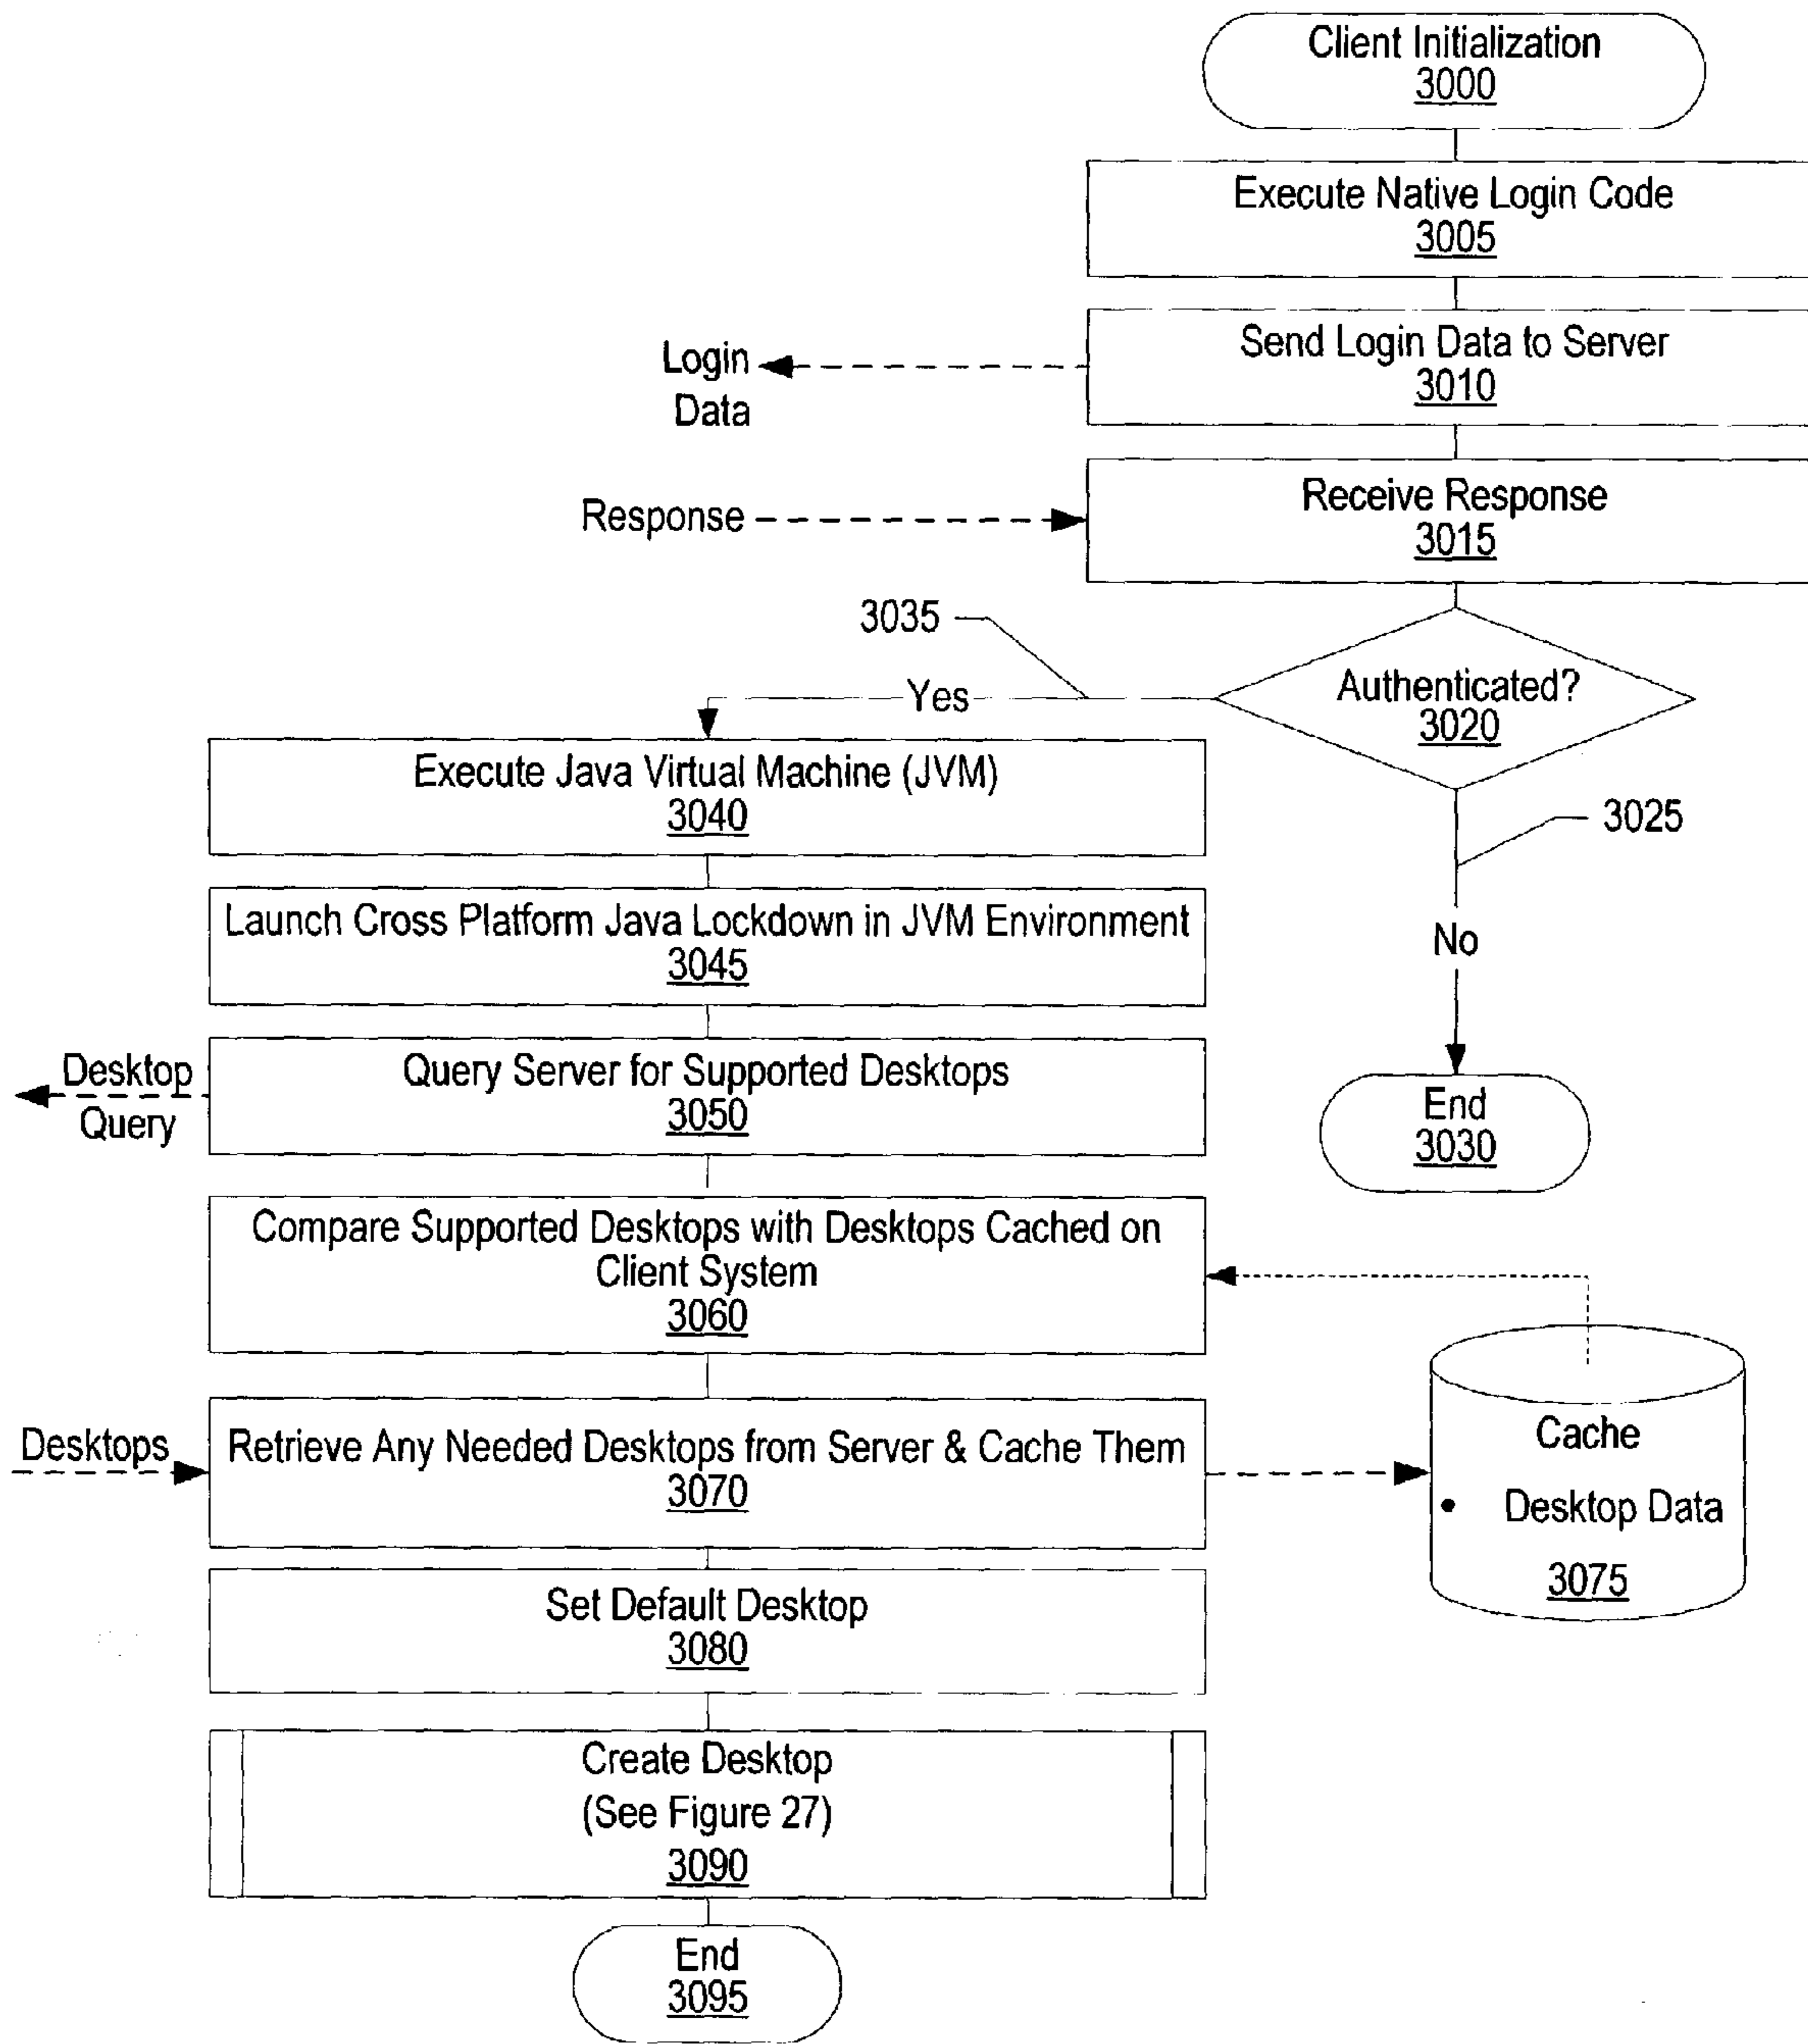 Client Initialization
3000
Execute Native Login Code
3005
Send Login Data to Server
3010
Login
Data
Receive Response
3015
Response
3035
Authenticated?
3020
Yes
3025
No
End
3030
Execute Java Virtual Machine (JVM)
3040
Launch Cross Platform Java Lockdown in JVM Environment
3045
Query Server for Supported Desktops
3050
Desktop
Query
Compare Supported Desktops with Desktops Cached on
Client System
3060
Desktops
Retrieve Any Needed Desktops from Server & Cache Them
3070
Cache
• Desktop Data
3075
Set Default Desktop
3080
Create Desktop
(See Figure 27)
3090
End
3095